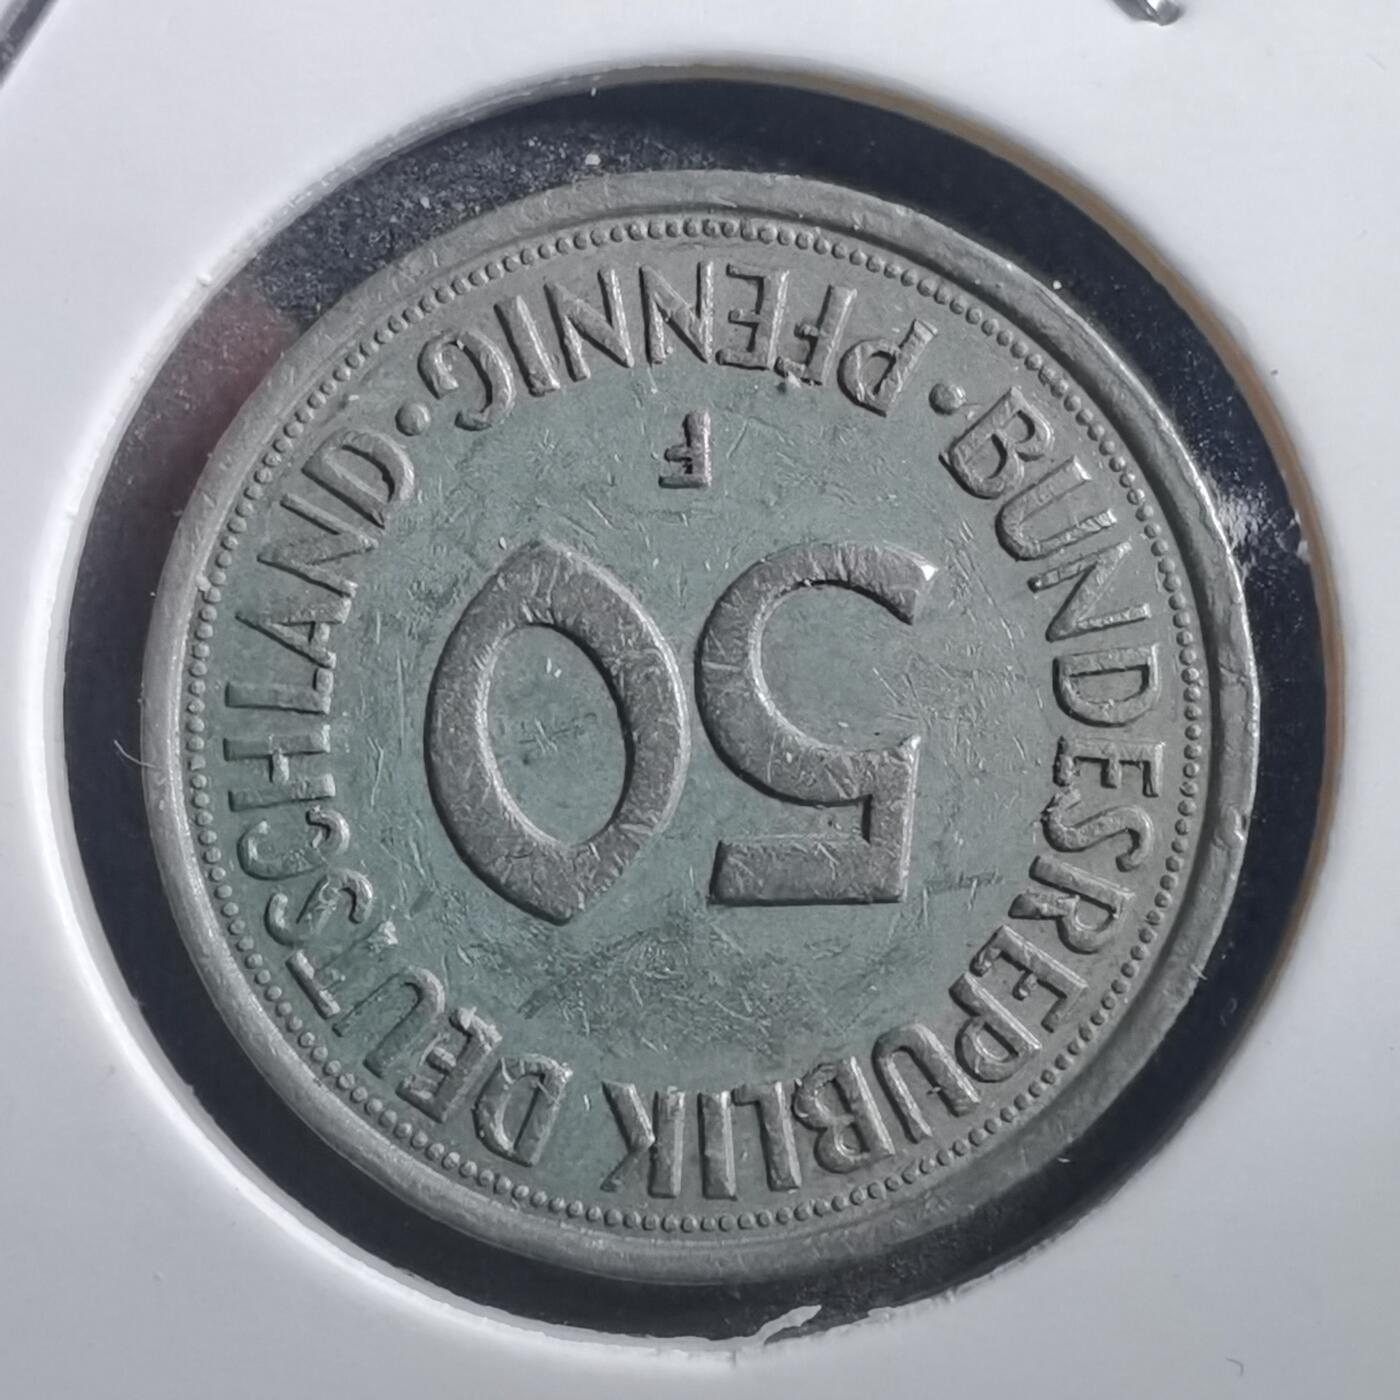 BUNDESREPUBLIK DEUTSCHLAND
50
F
· PFENNIG ·